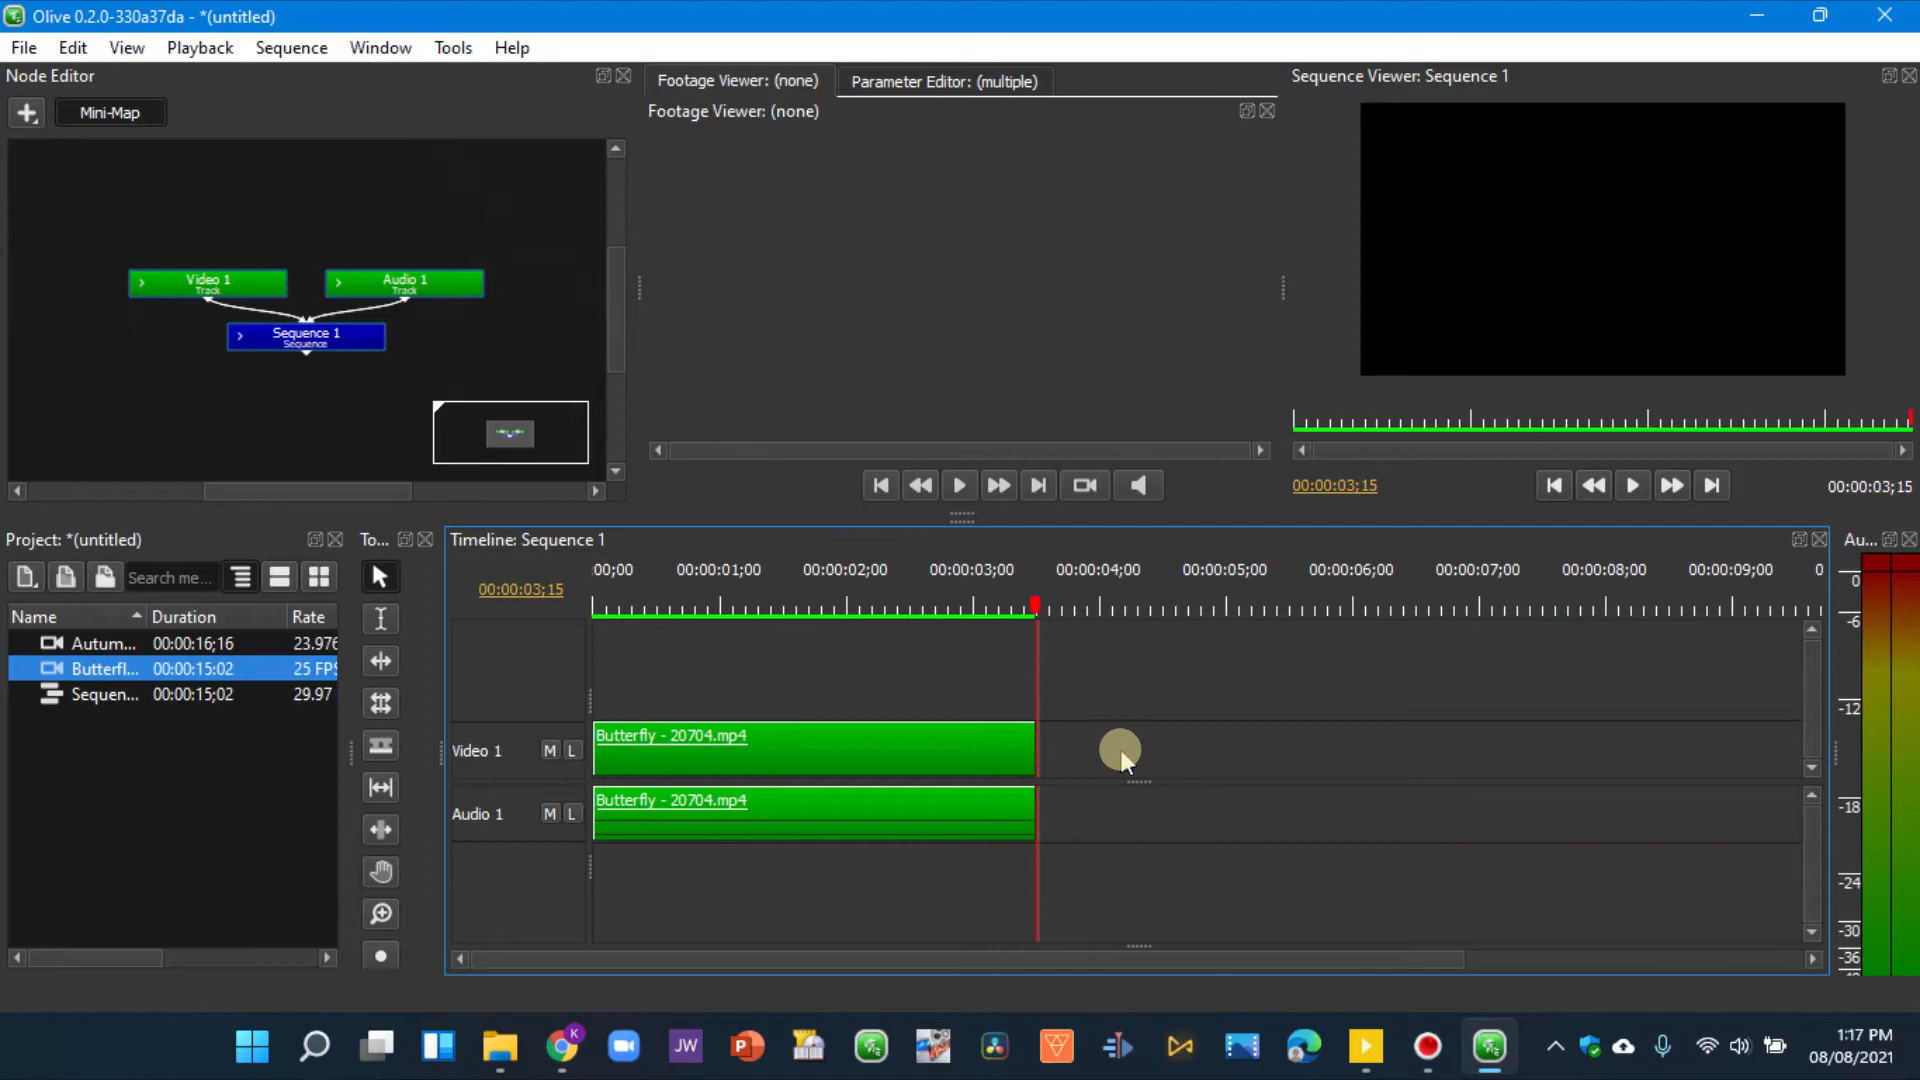 Olive 0.2.0-330a37da - *(untitled)
File Edit View Playback Sequence Window Tools Help
Node Editor
Mini-Map
Video 1
Track
Audio 1
Track
Sequence 1
Sequence
Footage Viewer: (none)
Parameter Editor: (multiple)
Footage Viewer: (none)
Sequence Viewer: Sequence 1
00:00:03;15
00:00:03;15
Project: *(untitled)
Search me...
Name Duration Rate
Autum... 00:00:16;16 23.976
Butterfl... 00:00:15:02 25 FPS
Sequen... 00:00:15;02 29.97
To...
Timeline: Sequence 1
00:00:03;15
:00;00 00:00:01;00 00:00:02;00 00:00:03;00 00:00:04;00 00:00:05;00 00:00:06;00 00:00:07;00 00:00:08;00 00:00:09;00 0
Video 1 M L
Butterfly - 20704.mp4
Audio 1 M L
Butterfly - 20704.mp4
Au...
0
-6
-12
-18
-24
-30
-36
K
JW
P
1:17 PM
08/08/2021